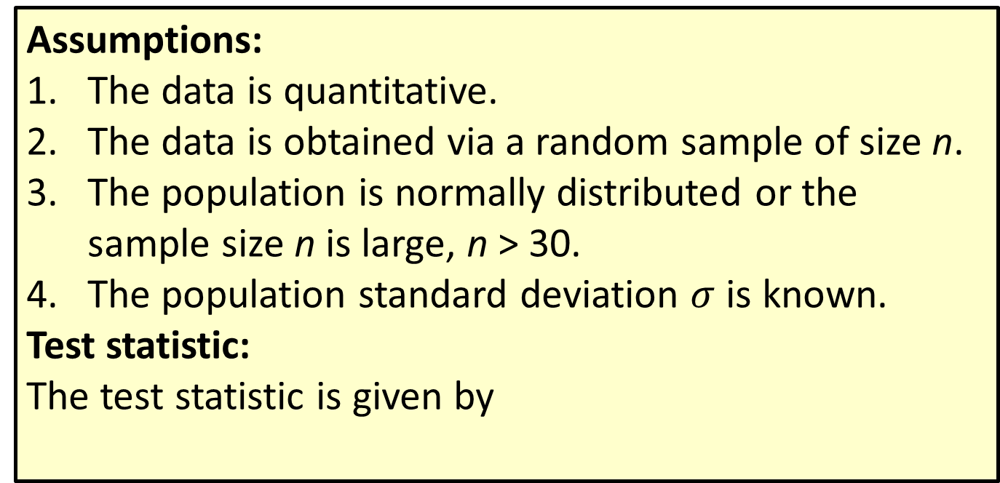 Assumptions:
1. The data is quantitative.
2. The data is obtained via a random sample of size n.
3. The population is normally distributed or the
sample size n is large, n > 30.
4. The population standard deviation σ is known.
Test statistic:
The test statistic is given by